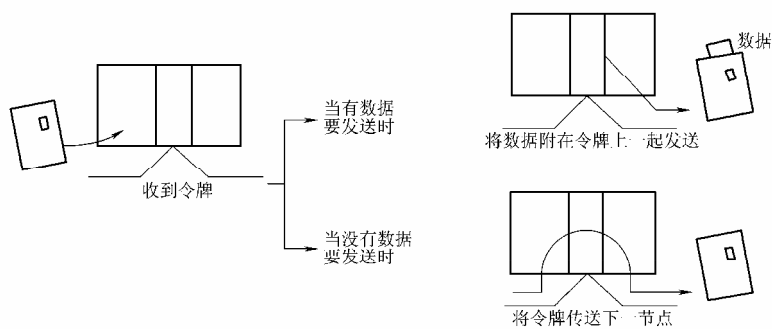 收到令牌
当有数据
要发送时
当没有数据
要发送时
数据
将数据附在令牌上一起发送
将令牌传送下一节点